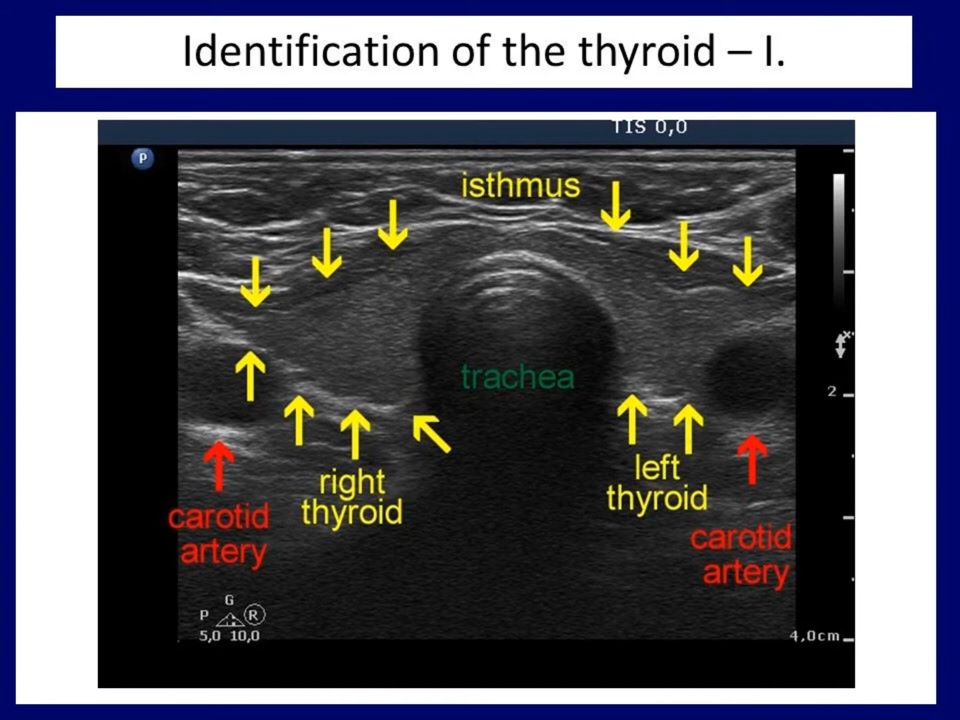 Identification of the thyroid – I.
TIS 0,0
P
isthmus
x
trachea
2
left
thyroid
right
thyroid
carotid
artery
carotid
artery
G
P R
5,0 10,0
4,0cm